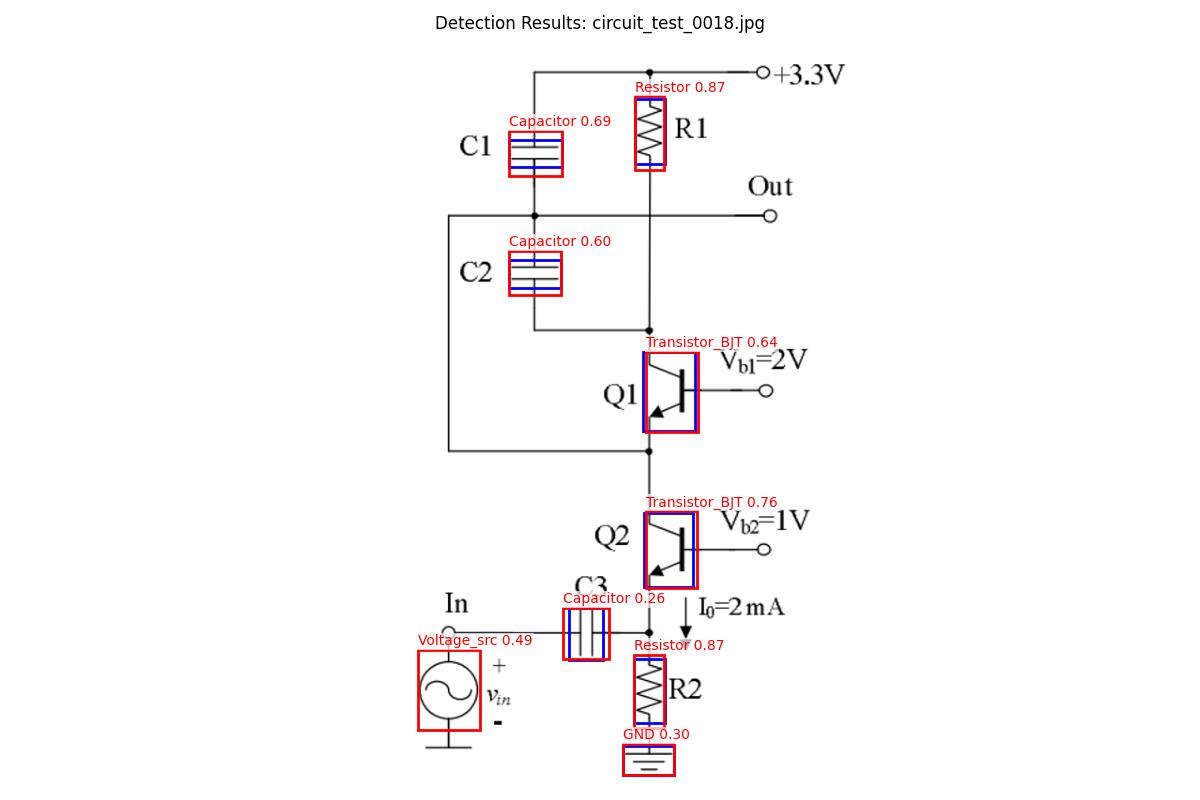 Detection Results: circuit_test_0018.jpg
+3.3V
Resistor 0.87
Capacitor 0.69
R1
C1
Out
Capacitor 0.60
C2
Transistor_BJT 0.64
Vb1=2V
Q1
Transistor_BJT 0.76
Vb2=1V
Q2
C3
Capacitor 0.26
In
I0=2mA
Voltage_src 0.49
Resistor 0.87
+
vin
-
R2
GND 0.30